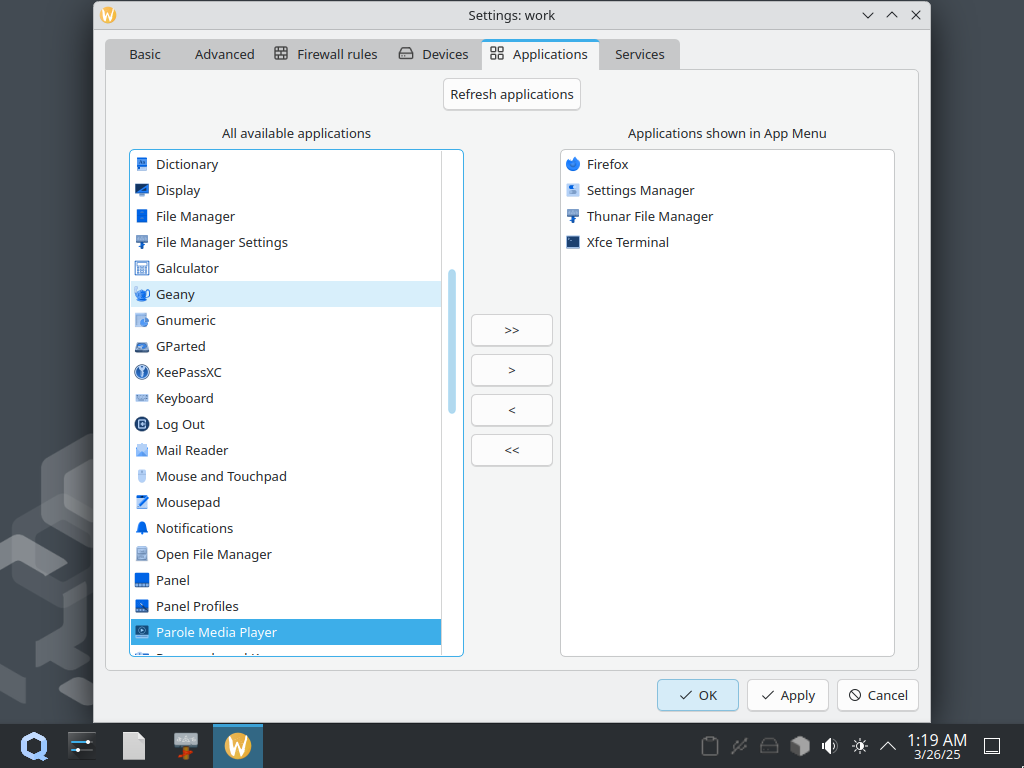 Settings: work
Basic
Advanced
Firewall rules
Devices
Applications
Services
Refresh applications
All available applications
Applications shown in App Menu
Dictionary
Display
File Manager
File Manager Settings
Galculator
Geany
Gnumeric
GParted
KeePassXC
Keyboard
Log Out
Mail Reader
Mouse and Touchpad
Mousepad
Notifications
Open File Manager
Panel
Panel Profiles
Parole Media Player
>>
>
<
<<
Firefox
Settings Manager
Thunar File Manager
Xfce Terminal
OK
Apply
Cancel
1:19 AM
3/26/25